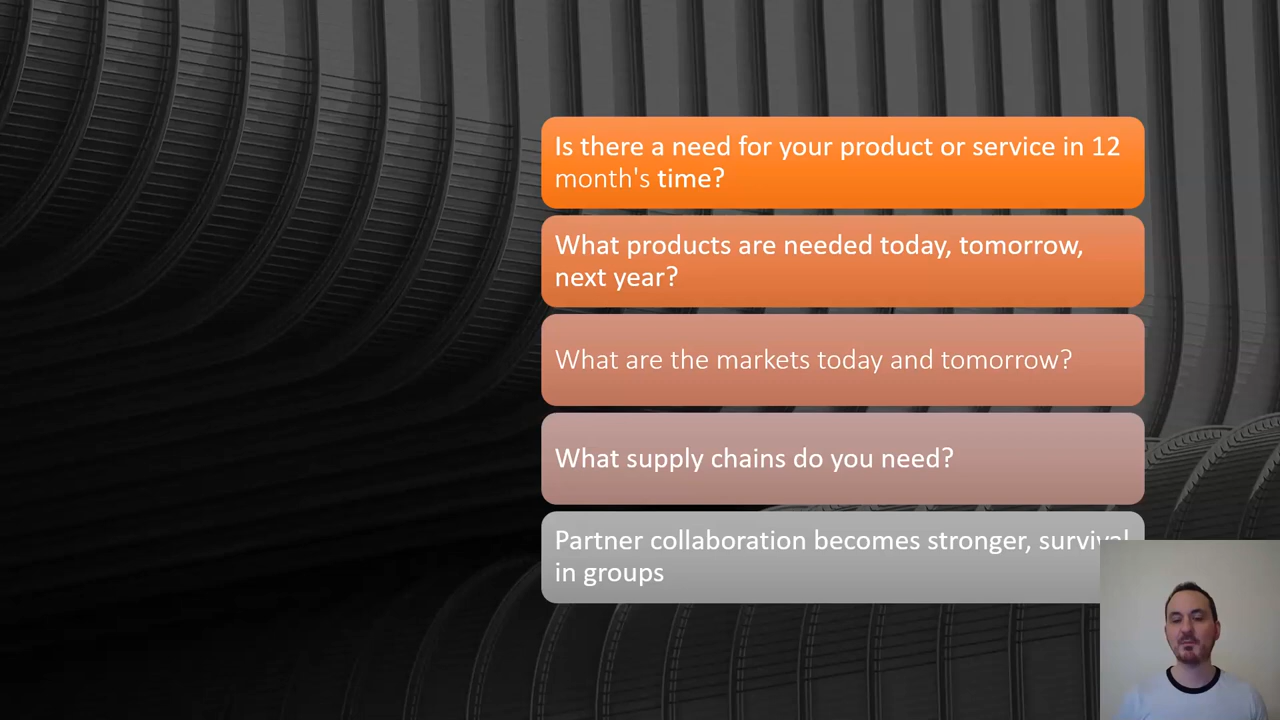 Is there a need for your product or service in 12
month's time?
What products are needed today, tomorrow,
next year?
What are the markets today and tomorrow?
What supply chains do you need?
Partner collaboration becomes stronger, survival
in groups